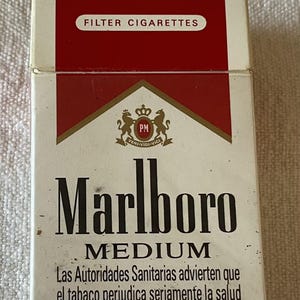 FILTER CIGARETTES
PM
Marlboro
MEDIUM
Las Autoridades Sanitarias advierten que
el tabaco perjudica seriamente la salud